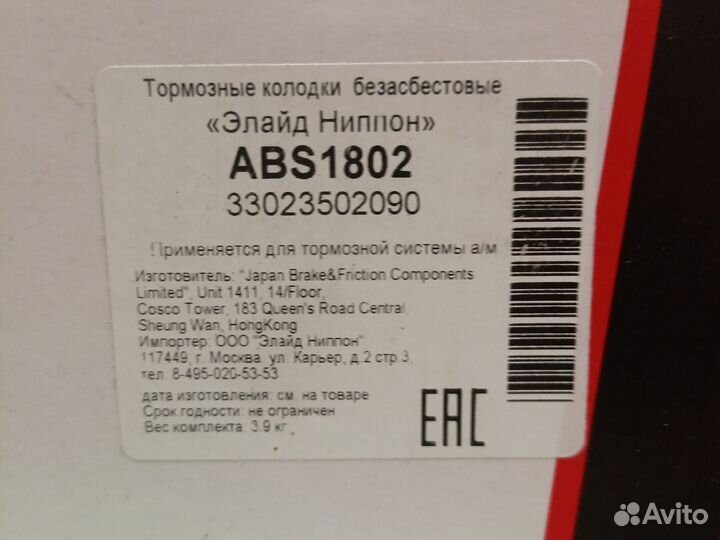 Тормозные колодки безасбестовые
«Элайд Ниппон»
ABS1802
33023502090
Применяется для тормозной системы а/м
Изготовитель: "Japan Brake&Friction Components
Limited", Unit 1411, 14/Floor,
Cosco Tower, 183 Queen's Road Central
Sheung Wan, HongKong
Импортер: ООО "Элайд Ниппон"
117449, г. Москва. ул. Карьер, д.2 стр.3,
тел. 8-495-020-53-53
дата изготовления: см. на товаре
Срок годности: не ограничен
Вес комплекта 3.9 кг
EAC
Avito